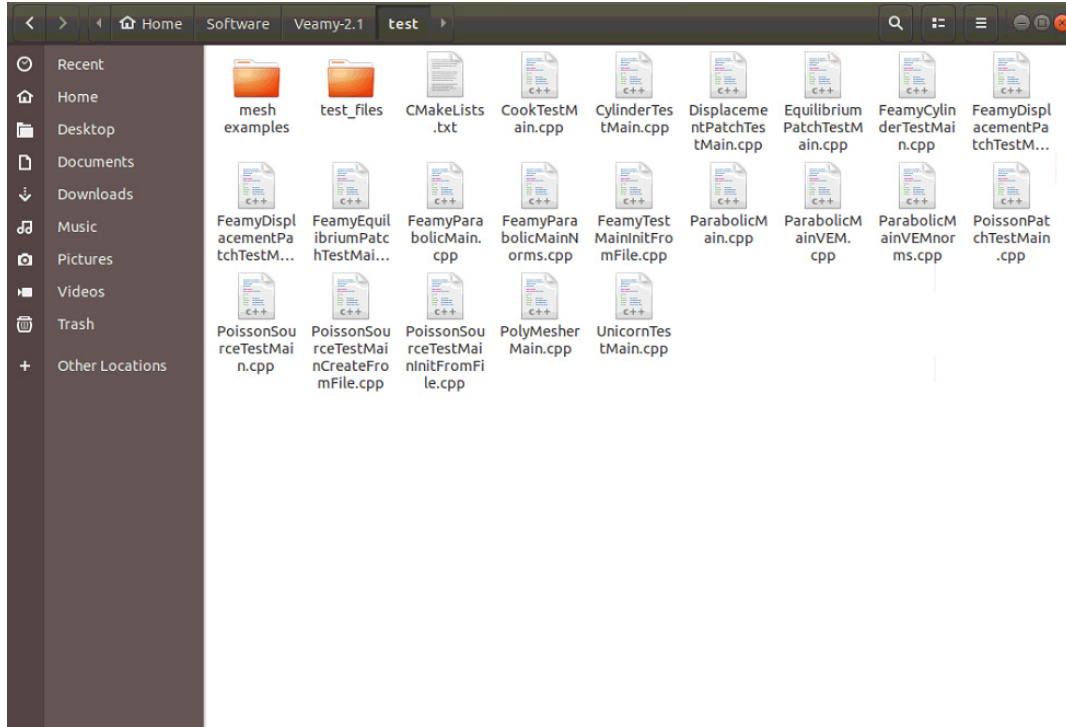 Home Software Veamy-2.1 test
Recent
Home
Desktop
Documents
Downloads
Music
Pictures
Videos
Trash
Other Locations
mesh
examples
test_files
CMakeLists
.txt
CookTestM
ain.cpp
CylinderTes
tMain.cpp
Displaceme
ntPatchTes
tMain.cpp
Equilibrium
PatchTestM
ain.cpp
FeamyCylin
derTestMai
n.cpp
FeamyDispl
acementPa
tchTestM...
FeamyDispl
acementPa
tchTestM...
FeamyEquil
ibriumPatc
hTestMai...
FeamyPara
bolicMain.
cpp
FeamyPara
bolicMainN
orms.cpp
FeamyTest
MainInitFro
mFile.cpp
ParabolicM
ain.cpp
ParabolicM
ainVEM.
cpp
ParabolicM
ainVEMnor
ms.cpp
PoissonPat
chTestMain
.cpp
PoissonSou
rceTestMai
n.cpp
PoissonSou
rceTestMai
nCreateFro
mFile.cpp
PoissonSou
rceTestMai
nInitFromFi
le.cpp
PolyMesher
Main.cpp
UnicornTes
tMain.cpp